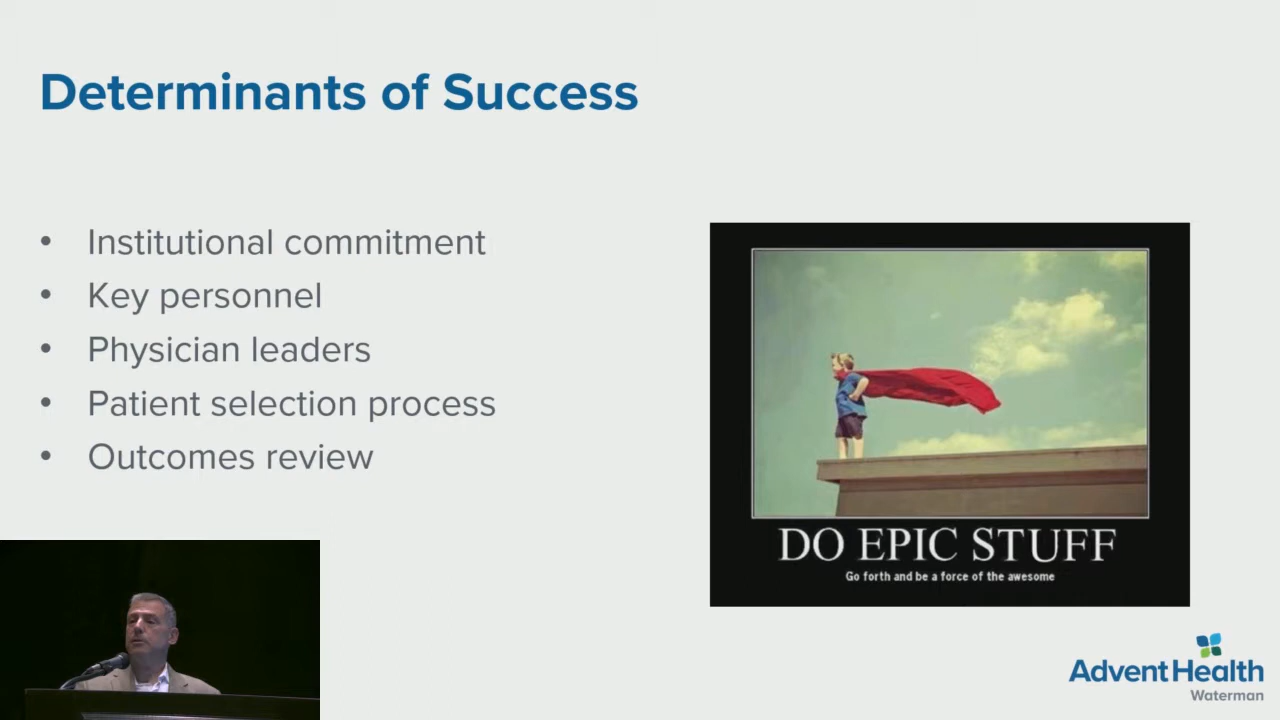 Determinants of Success
• Institutional commitment
• Key personnel
• Physician leaders
• Patient selection process
• Outcomes review
DO EPIC STUFF
Go forth and be a force of the awesome
AdventHealth
Waterman